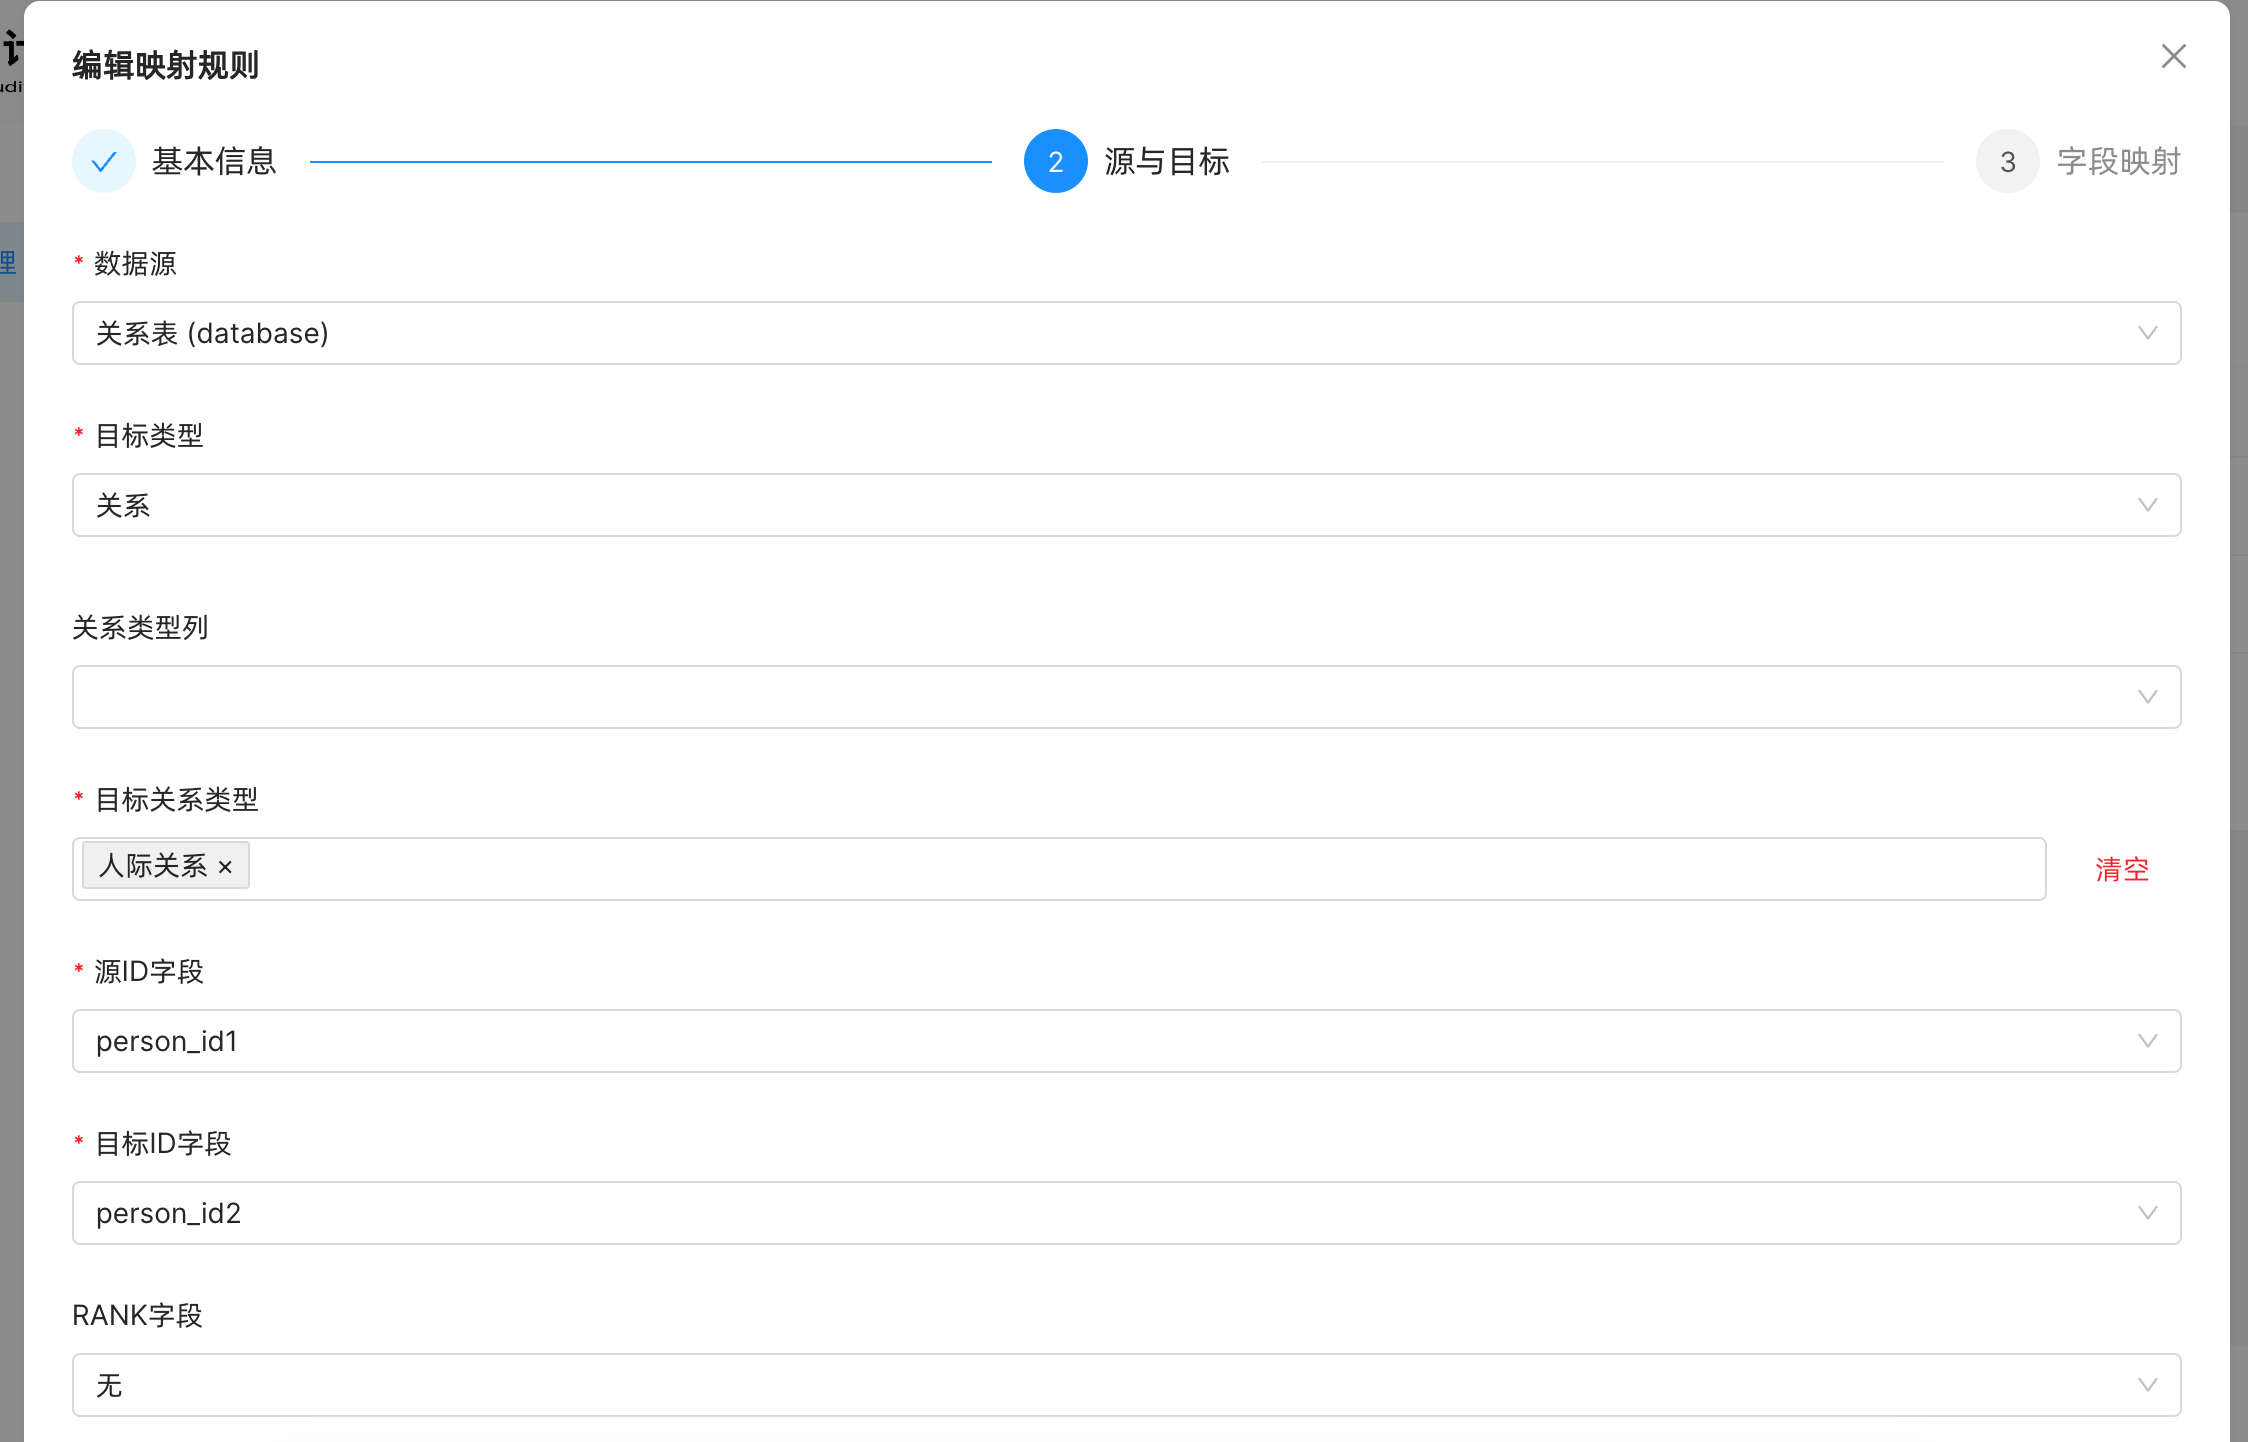 编辑映射规则
基本信息
2 源与目标
3 字段映射
* 数据源
关系表 (database)
* 目标类型
关系
关系类型列
* 目标关系类型
人际关系 ×
清空
* 源ID字段
person_id1
* 目标ID字段
person_id2
RANK字段
无
理